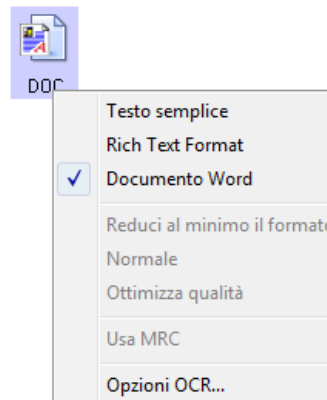 DOC
Testo semplice
Rich Text Format
Documento Word
Reduci al minimo il formato
Normale
Ottimizza qualità
Usa MRC
Opzioni OCR...